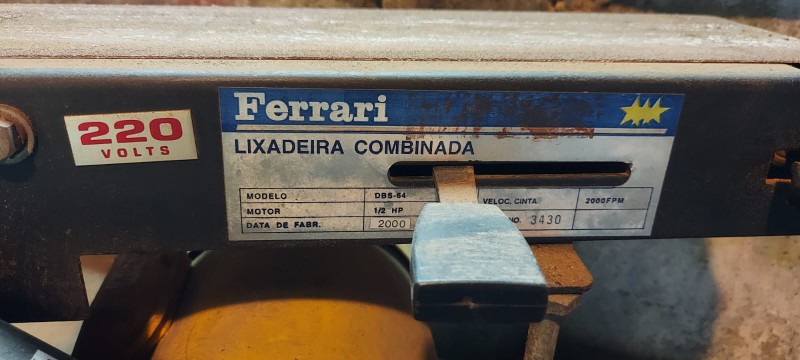 Ferrari
220
VOLTS
LIXADEIRA COMBINADA
MODELO DBS-64 VELOC. CINTA 2000FPM
MOTOR 1/2 HP NO. 3430
DATA DE FABR. 2000